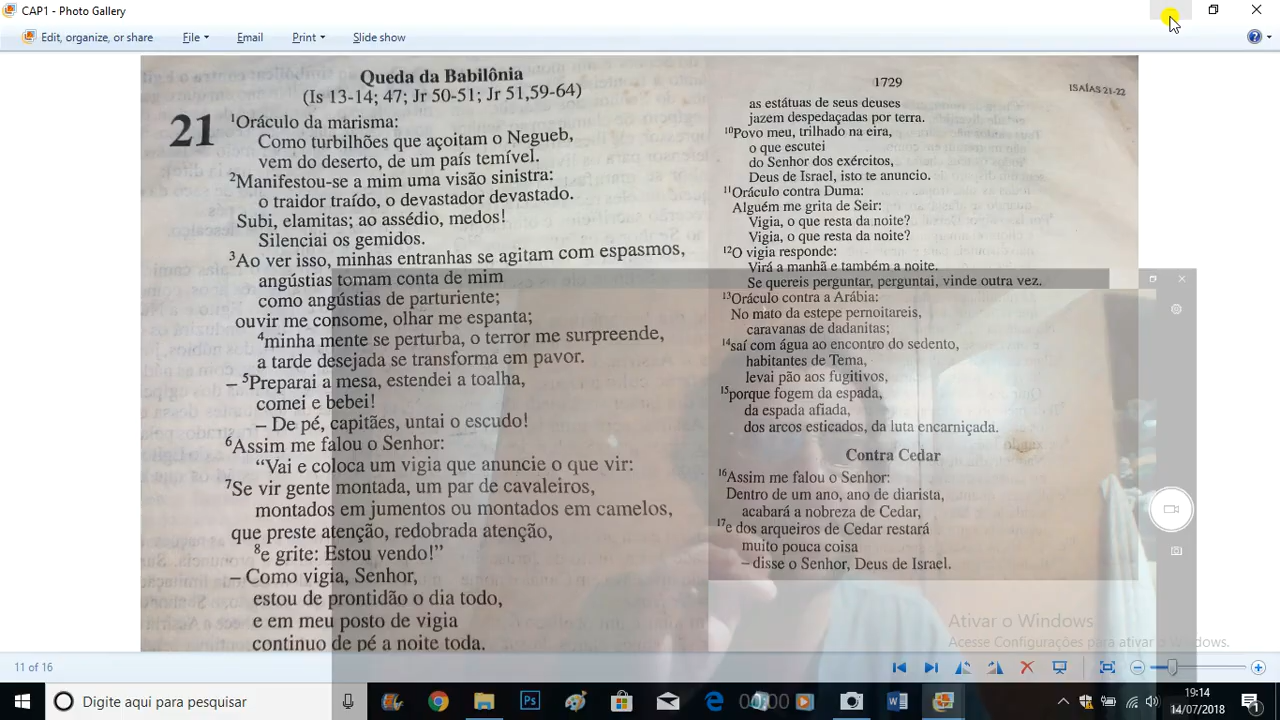 CAP1 - Photo Gallery
Edit, organize, or share
File
Email
Print
Slide show
Queda da Babilônia
(Is 13-14; 47; Jr 50-51; Jr 51,59-64)
21 1Oráculo da marisma:
Como turbilhões que açoitam o Negueb,
vem do deserto, de um país temível.
2Manifestou-se a mim uma visão sinistra:
o traidor traído, o devastador devastado.
Subi, elamitas; ao assédio, medos!
Silenciai os gemidos.
3Ao ver isso, minhas entranhas se agitam com espasmos,
angústias tomam conta de mim
como angústias de parturiente;
ouvir me consome, olhar me espanta;
4minha mente se perturba, o terror me surpreende,
a tarde desejada se transforma em pavor.
– 5Preparai a mesa, estendei a toalha,
comei e bebei!
– De pé, capitães, untai o escudo!
6Assim me falou o Senhor:
“Vai e coloca um vigia que anuncie o que vir:
7Se vir gente montada, um par de cavaleiros,
montados em jumentos ou montados em camelos,
que preste atenção, redobrada atenção,
8e grite: Estou vendo!”
– Como vigia, Senhor,
estou de prontidão o dia todo,
e em meu posto de vigia
continuo de pé a noite toda.
1729
ISAÍAS 21-22
as estátuas de seus deuses
jazem despedaçadas por terra.
10Povo meu, trilhado na eira,
o que escutei
do Senhor dos exércitos,
Deus de Israel, isto te anuncio.
11Oráculo contra Duma:
Alguém me grita de Seir:
Vigia, o que resta da noite?
Vigia, o que resta da noite?
12O vigia responde:
Virá a manhã e também a noite.
Se quereis perguntar, perguntai, vinde outra vez.
13Oráculo contra a Arábia:
No mato da estepe pernoitareis,
caravanas de dadanitas;
14saí com água ao encontro do sedento,
habitantes de Tema,
levai pão aos fugitivos,
15porque fogem da espada,
da espada afiada,
dos arcos esticados, da luta encarniçada.
Contra Cedar
16Assim me falou o Senhor:
Dentro de um ano, ano de diarista,
acabará a nobreza de Cedar,
17e dos arqueiros de Cedar restará
muito pouca coisa
– disse o Senhor, Deus de Israel.
Ativar o Windows
Acesse Configurações para ativar o Windows.
11 of 16
Digite aqui para pesquisar
00:00
19:14
14/07/2018